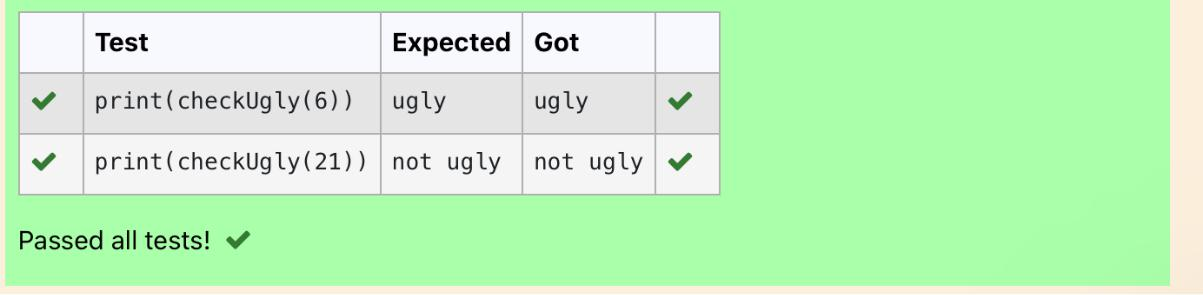 Test Expected Got
print(checkUgly(6)) ugly ugly
print(checkUgly(21)) not ugly not ugly
Passed all tests!